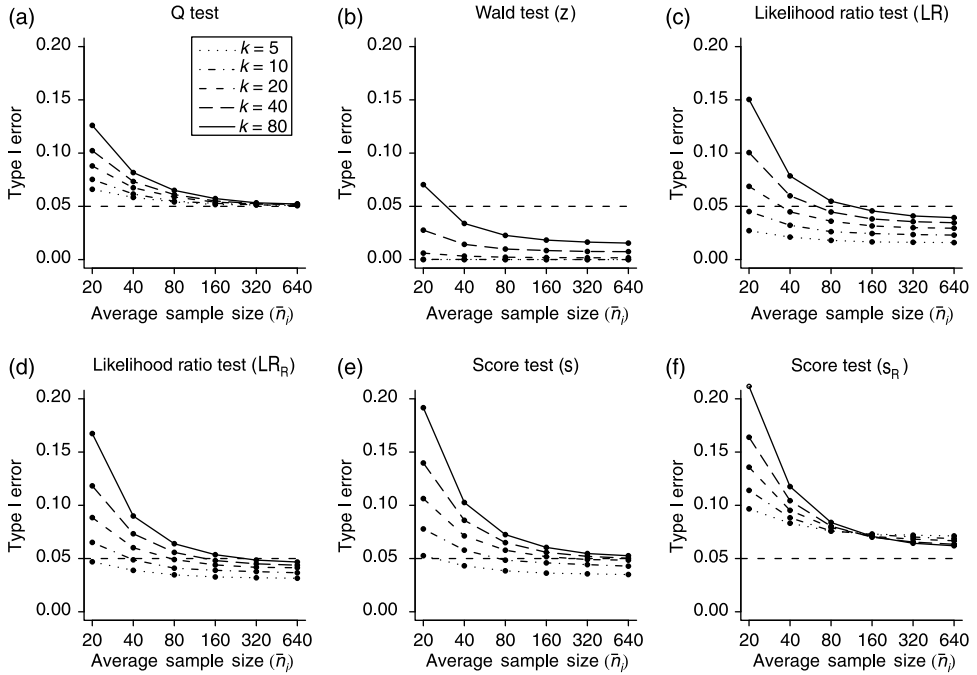 (a) Q test
k = 5
k = 10
k = 20
k = 40
k = 80
Type I error
0.20
0.15
0.10
0.05
0.00
20 40 80 160 320 640
Average sample size (n̄i)
(b) Wald test (z)
Type I error
0.20
0.15
0.10
0.05
0.00
20 40 80 160 320 640
Average sample size (n̄i)
(c) Likelihood ratio test (LR)
Type I error
0.20
0.15
0.10
0.05
0.00
20 40 80 160 320 640
Average sample size (n̄i)
(d) Likelihood ratio test (LRR)
Type I error
0.20
0.15
0.10
0.05
0.00
20 40 80 160 320 640
Average sample size (n̄i)
(e) Score test (s)
Type I error
0.20
0.15
0.10
0.05
0.00
20 40 80 160 320 640
Average sample size (n̄i)
(f) Score test (sR)
Type I error
0.20
0.15
0.10
0.05
0.00
20 40 80 160 320 640
Average sample size (n̄i)